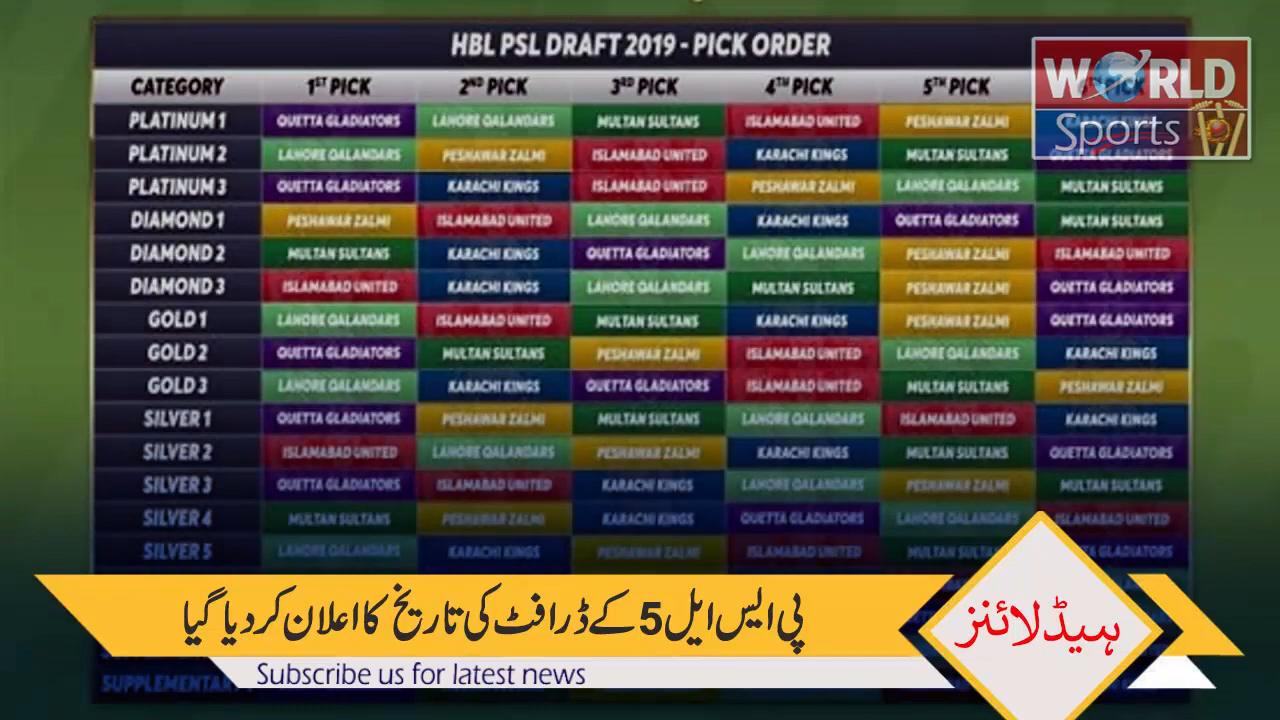 HBL PSL DRAFT 2019 - PICK ORDER
WORLD
Sports
CATEGORY 1ST PICK 2ND PICK 3RD PICK 4TH PICK 5TH PICK
PLATINUM 1 QUETTA GLADIATORS LAHORE QALANDARS MULTAN SULTANS ISLAMABAD UNITED PESHAWAR ZALMI
PLATINUM 2 LAHORE QALANDARS PESHAWAR ZALMI ISLAMABAD UNITED KARACHI KINGS MULTAN SULTANS QUETTA GLADIATORS
PLATINUM 3 QUETTA GLADIATORS KARACHI KINGS ISLAMABAD UNITED PESHAWAR ZALMI LAHORE QALANDARS MULTAN SULTANS
DIAMOND 1 PESHAWAR ZALMI ISLAMABAD UNITED LAHORE QALANDARS KARACHI KINGS QUETTA GLADIATORS MULTAN SULTANS
DIAMOND 2 MULTAN SULTANS KARACHI KINGS QUETTA GLADIATORS LAHORE QALANDARS PESHAWAR ZALMI ISLAMABAD UNITED
DIAMOND 3 ISLAMABAD UNITED KARACHI KINGS LAHORE QALANDARS MULTAN SULTANS PESHAWAR ZALMI QUETTA GLADIATORS
GOLD 1 LAHORE QALANDARS ISLAMABAD UNITED MULTAN SULTANS KARACHI KINGS PESHAWAR ZALMI QUETTA GLADIATORS
GOLD 2 QUETTA GLADIATORS MULTAN SULTANS PESHAWAR ZALMI ISLAMABAD UNITED LAHORE QALANDARS KARACHI KINGS
GOLD 3 LAHORE QALANDARS KARACHI KINGS QUETTA GLADIATORS ISLAMABAD UNITED MULTAN SULTANS PESHAWAR ZALMI
SILVER 1 QUETTA GLADIATORS PESHAWAR ZALMI MULTAN SULTANS LAHORE QALANDARS ISLAMABAD UNITED KARACHI KINGS
SILVER 2 ISLAMABAD UNITED LAHORE QALANDARS PESHAWAR ZALMI KARACHI KINGS MULTAN SULTANS QUETTA GLADIATORS
SILVER 3 QUETTA GLADIATORS ISLAMABAD UNITED KARACHI KINGS LAHORE QALANDARS PESHAWAR ZALMI MULTAN SULTANS
SILVER 4 MULTAN SULTANS PESHAWAR ZALMI KARACHI KINGS QUETTA GLADIATORS LAHORE QALANDARS ISLAMABAD UNITED
SILVER 5 LAHORE QALANDARS KARACHI KINGS PESHAWAR ZALMI ISLAMABAD UNITED MULTAN SULTANS QUETTA GLADIATORS
پی ایس ایل 5 کے ڈرافٹ کی تاریخ کا اعلان کر دیا گیا
ہیڈلائنز
Subscribe us for latest news
SUPPLEMENTARY